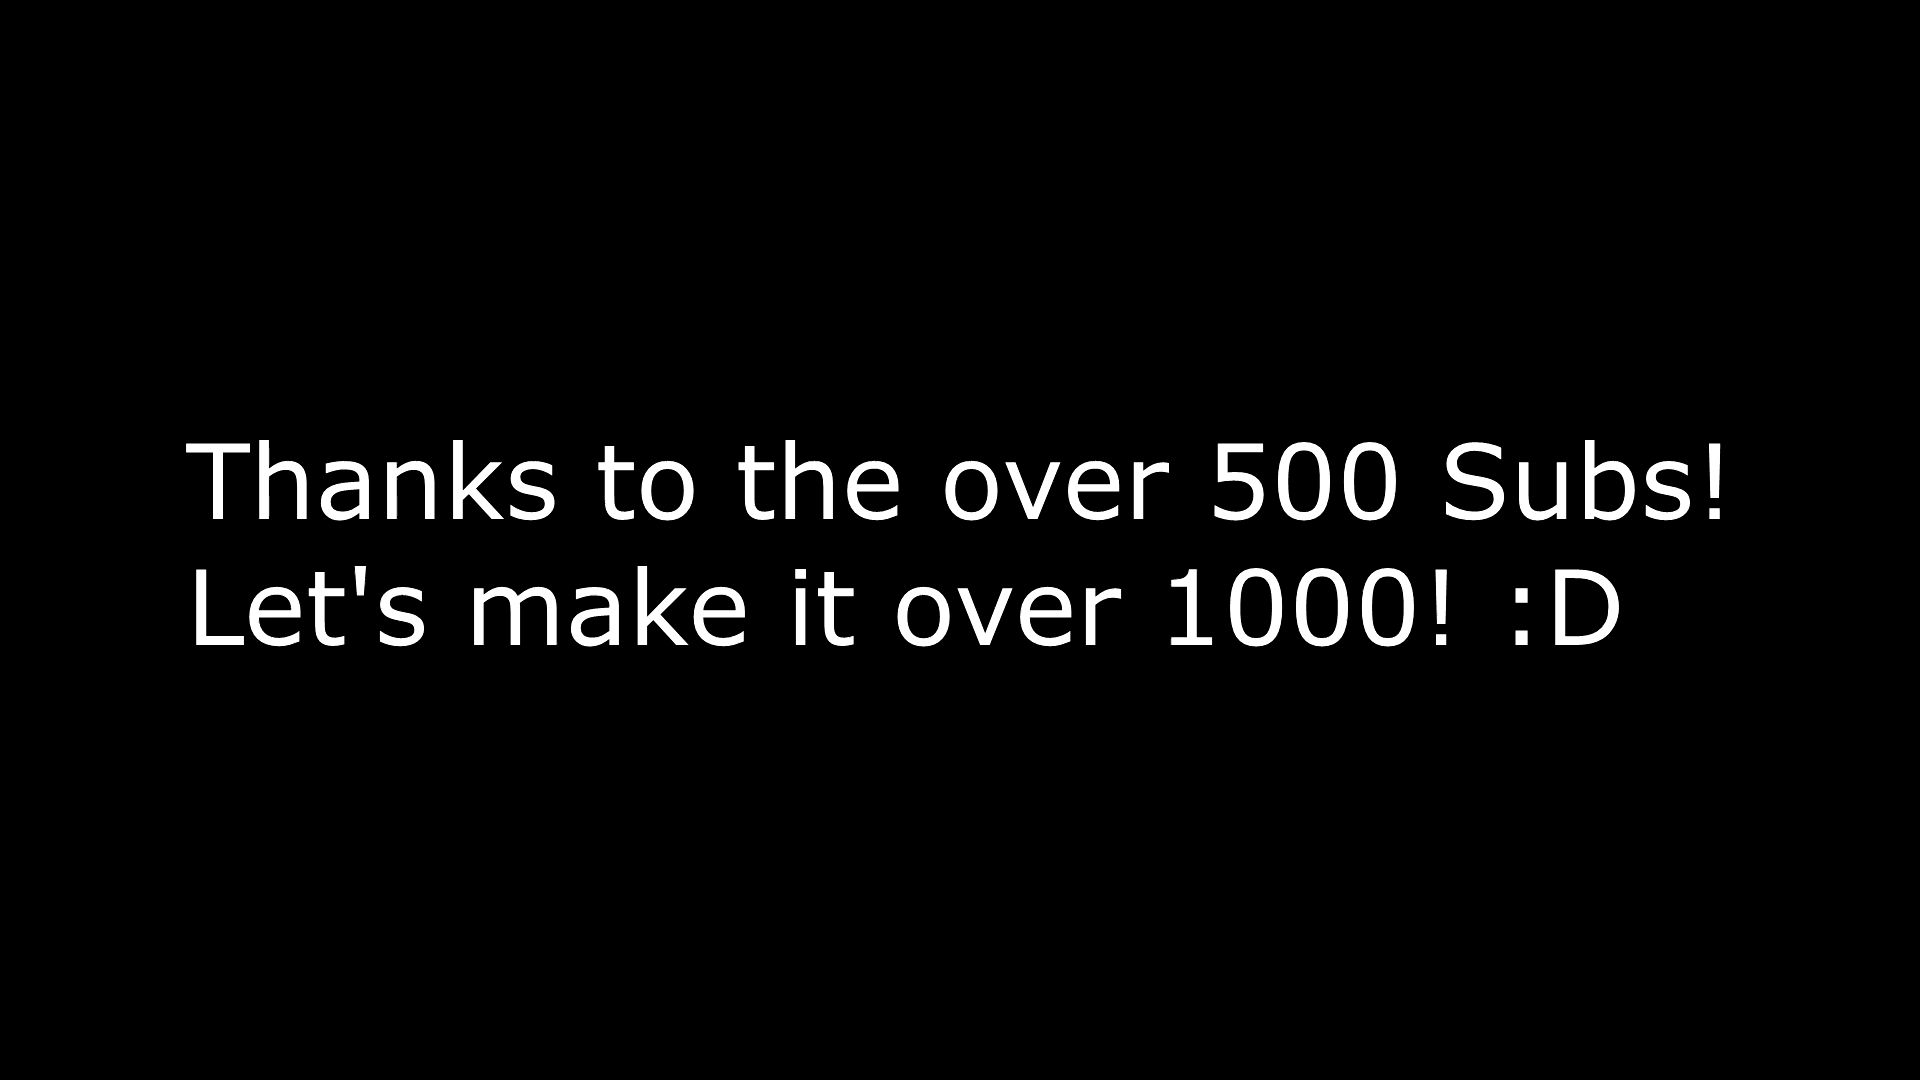 Thanks to the over 500 Subs!
Let's make it over 1000! :D